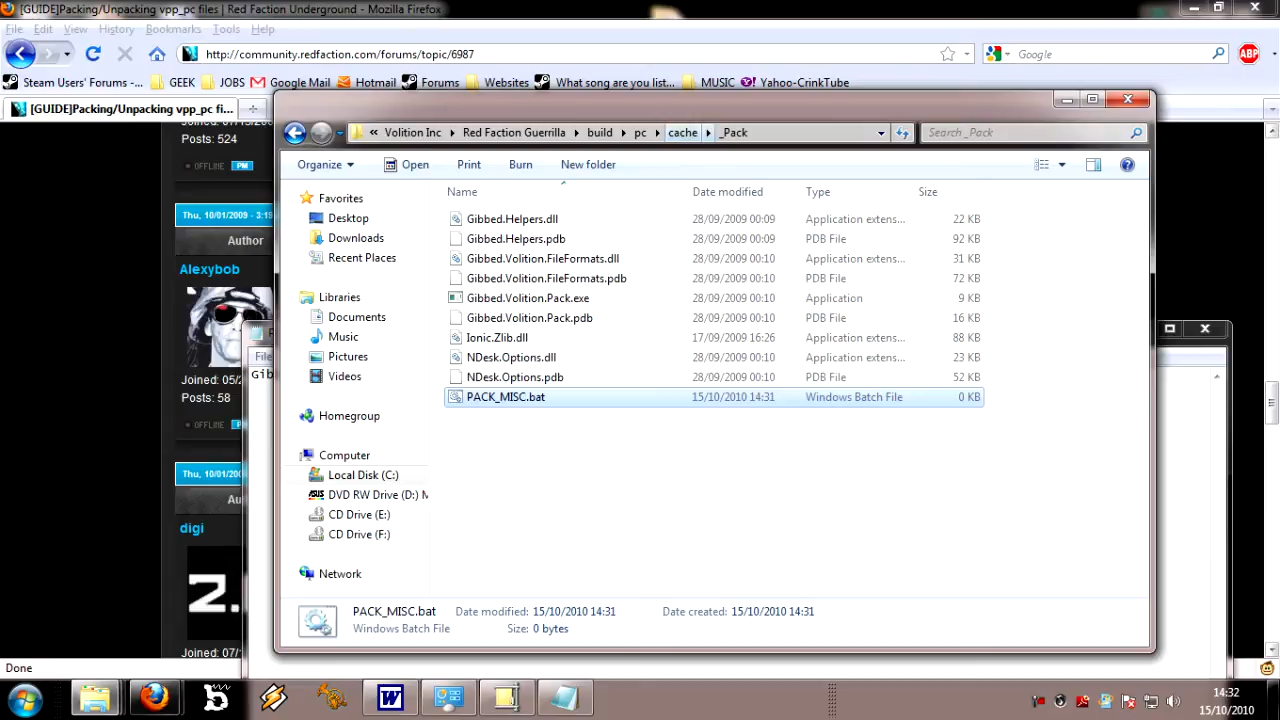 [GUIDE]Packing/Unpacking vpp_pc files | Red Faction Underground - Mozilla Firefox
File Edit View History Bookmarks Tools Help
http://community.redfaction.com/forums/topic/6987 Google ABP
Steam Users' Forums - ... GEEK JOBS Google Mail Hotmail Forums Websites What song are you list... MUSIC Yahoo-CrinkTube
[GUIDE]Packing/Unpacking vpp_pc fi...
Posts: 524
OFFLINE PM
Thu, 10/01/2009 - 3:15
Author
Alexybob
Joined: 05/
Posts: 58
OFFLINE
Thu, 10/01/200
Au
digi
Z.
Joined: 07/
Done
File
Gib
« Volition Inc Red Faction Guerrilla build pc cache _Pack Search _Pack
Organize Open Print Burn New folder
Favorites
Desktop
Downloads
Recent Places
Libraries
Documents
Music
Pictures
Videos
Homegroup
Computer
Local Disk (C:)
DVD RW Drive (D:) M
CD Drive (E:)
CD Drive (F:)
Network
Name Date modified Type Size
Gibbed.Helpers.dll 28/09/2009 00:09 Application extens... 22 KB
Gibbed.Helpers.pdb 28/09/2009 00:09 PDB File 92 KB
Gibbed.Volition.FileFormats.dll 28/09/2009 00:10 Application extens... 31 KB
Gibbed.Volition.FileFormats.pdb 28/09/2009 00:10 PDB File 72 KB
Gibbed.Volition.Pack.exe 28/09/2009 00:10 Application 9 KB
Gibbed.Volition.Pack.pdb 28/09/2009 00:10 PDB File 16 KB
Ionic.Zlib.dll 17/09/2009 16:26 Application extens... 88 KB
NDesk.Options.dll 28/09/2009 00:10 Application extens... 23 KB
NDesk.Options.pdb 28/09/2009 00:10 PDB File 52 KB
PACK_MISC.bat 15/10/2010 14:31 Windows Batch File 0 KB
PACK_MISC.bat Date modified: 15/10/2010 14:31 Date created: 15/10/2010 14:31
Windows Batch File Size: 0 bytes
14:32
15/10/2010